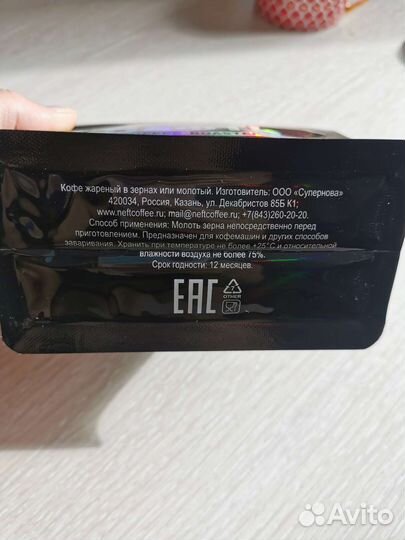 Кофе жареный в зернах или молотый. Изготовитель: ООО «Супернова»
420034, Россия, Казань, ул. Декабристов 85Б К1;
www.neftcoffee.ru; mail@neftcoffee.ru; +7(843)260-20-20.
Способ применения: Молоть зерна непосредственно перед
приготовлением. Предназначен для кофемашин и других способов
заваривания. Хранить при температуре не более +25°C и относительной
влажности воздуха не более 75%.
Срок годности: 12 месяцев.
EAC
OTHER
Avito